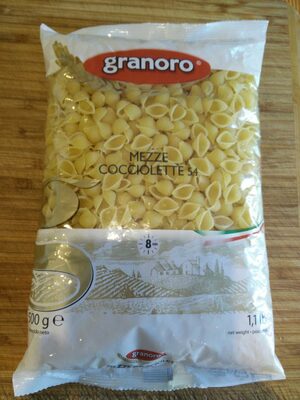 granoro®
MEZZE
COCCIOLETTE 54
8
500 g ℮
1,1 lb
net weight
granoro